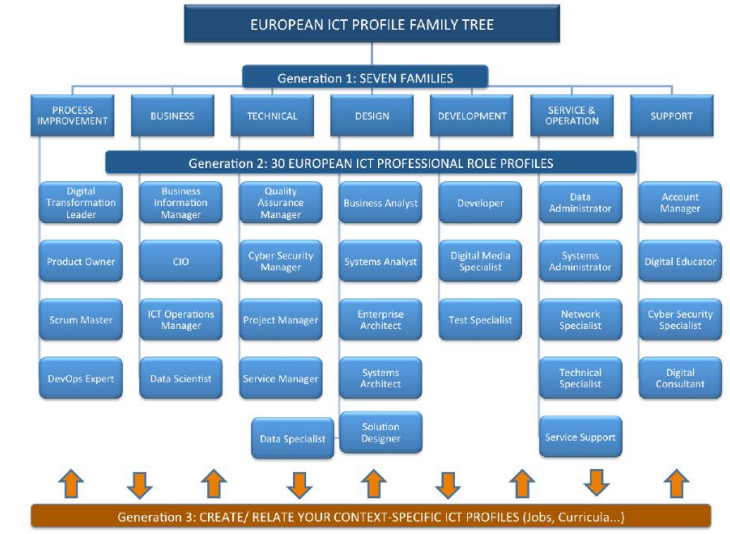 EUROPEAN ICT PROFILE FAMILY TREE
Generation 1: SEVEN FAMILIES
PROCESS
IMPROVEMENT
BUSINESS
TECHNICAL
DESIGN
DEVELOPMENT
SERVICE &
OPERATION
SUPPORT
Generation 2: 30 EUROPEAN ICT PROFESSIONAL ROLE PROFILES
Digital
Transformation
Leader
Business
Information
Manager
Quality
Assurance
Manager
Business Analyst
Developer
Data
Administrator
Account
Manager
Product Owner
CIO
Cyber Security
Manager
Systems Analyst
Digital Media
Specialist
Systems
Administrator
Digital Educator
Scrum Master
ICT Operations
Manager
Project Manager
Enterprise
Architect
Test Specialist
Network
Specialist
Cyber Security
Specialist
DevOps Expert
Data Scientist
Service Manager
Systems
Architect
Technical
Specialist
Digital
Consultant
Data Specialist
Solution
Designer
Service Support
Generation 3: CREATE/ RELATE YOUR CONTEXT-SPECIFIC ICT PROFILES (Jobs, Curricula...)